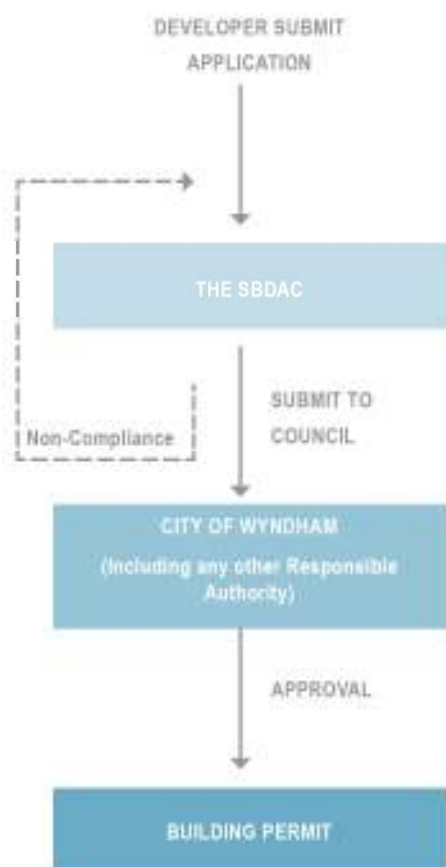 DEVELOPER SUBMIT
APPLICATION
THE SBDAC
SUBMIT TO
COUNCIL
Non-Compliance
CITY OF WYNDHAM
(Including any other Responsible
Authority)
APPROVAL
BUILDING PERMIT